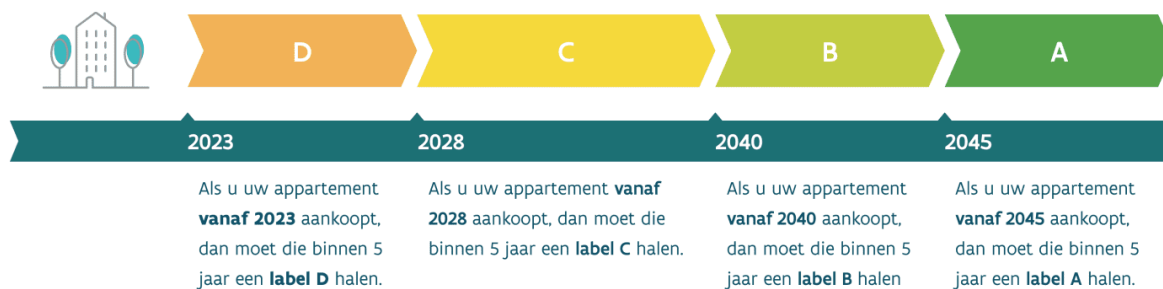 D
C
B
A
2023
2028
2040
2045
Als u uw appartement
vanaf 2023 aankoopt,
dan moet die binnen 5
jaar een label D halen.
Als u uw appartement vanaf
2028 aankoopt, dan moet die
binnen 5 jaar een label C halen.
Als u uw appartement
vanaf 2040 aankoopt,
dan moet die binnen 5
jaar een label B halen
Als u uw appartement
vanaf 2045 aankoopt,
dan moet die binnen 5
jaar een label A halen.